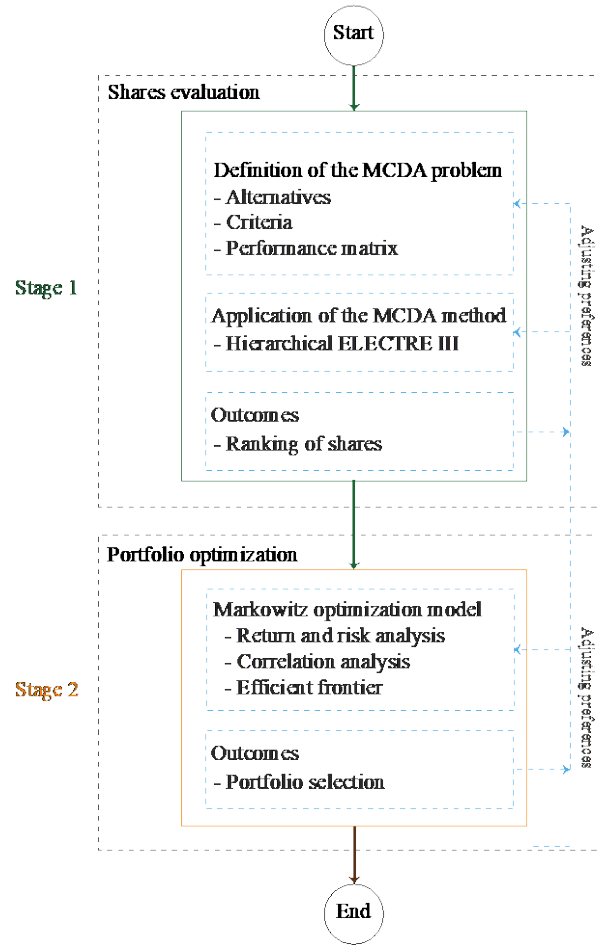 Start
Shares evaluation
Definition of the MCDA problem
- Alternatives
- Criteria
- Performance matrix
Adjusting preferences
Stage 1
Application of the MCDA method
- Hierarchical ELECTRE III
Outcomes
- Ranking of shares
Portfolio optimization
Markowitz optimization model
- Return and risk analysis
- Correlation analysis
- Efficient frontier
Adjusting preferences
Stage 2
Outcomes
- Portfolio selection
End